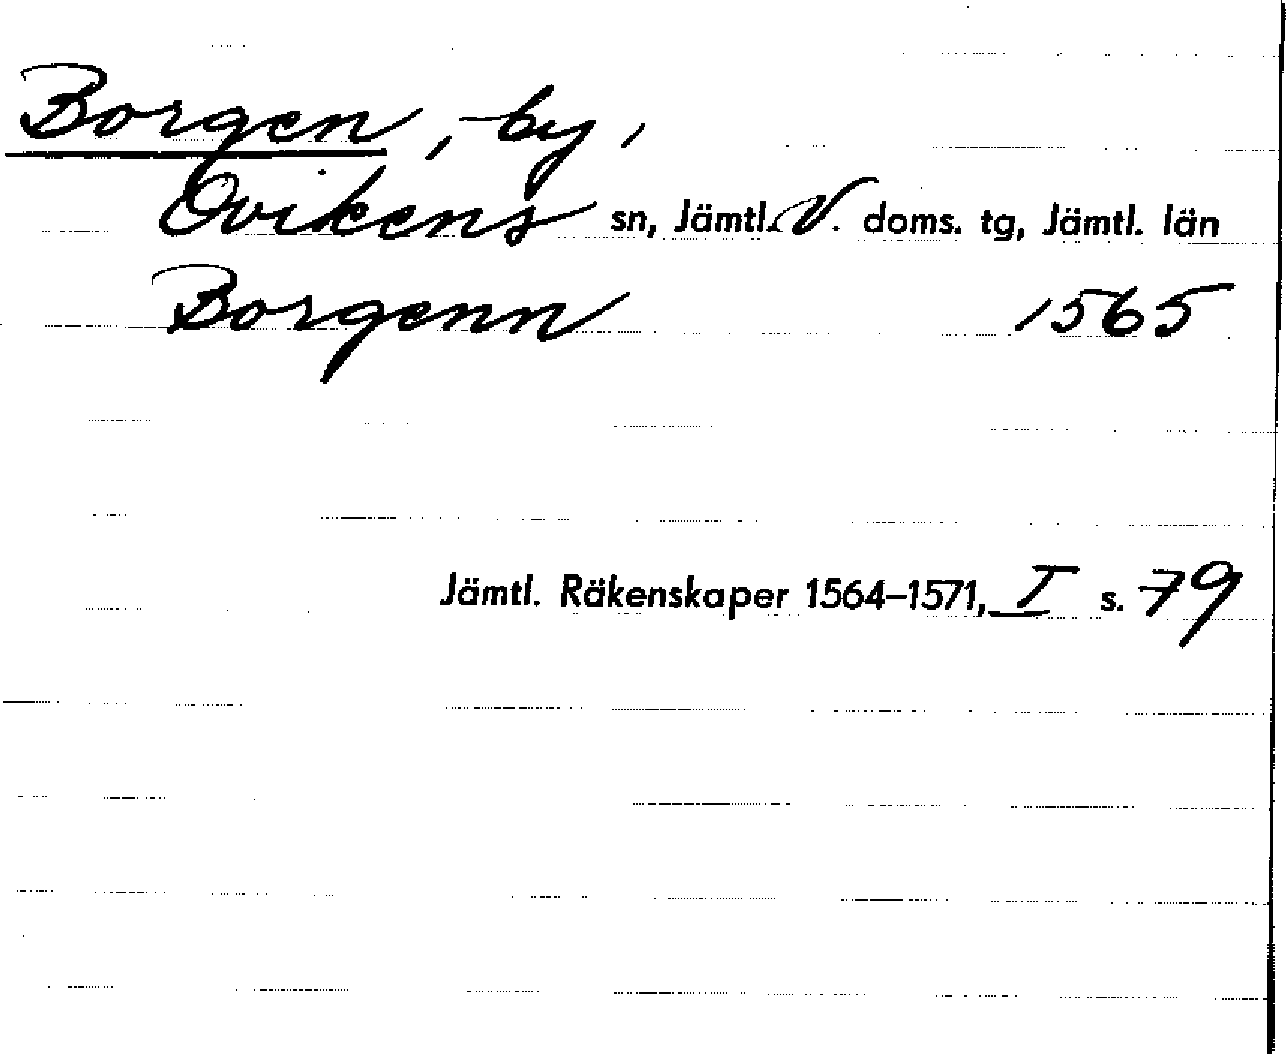 Borgen, by,
Ovikens sn, Jämtl. V. doms. tg, Jämtl. län
Borgenn 1565
Jämtl. Räkenskaper 1564–1571, I s. 79